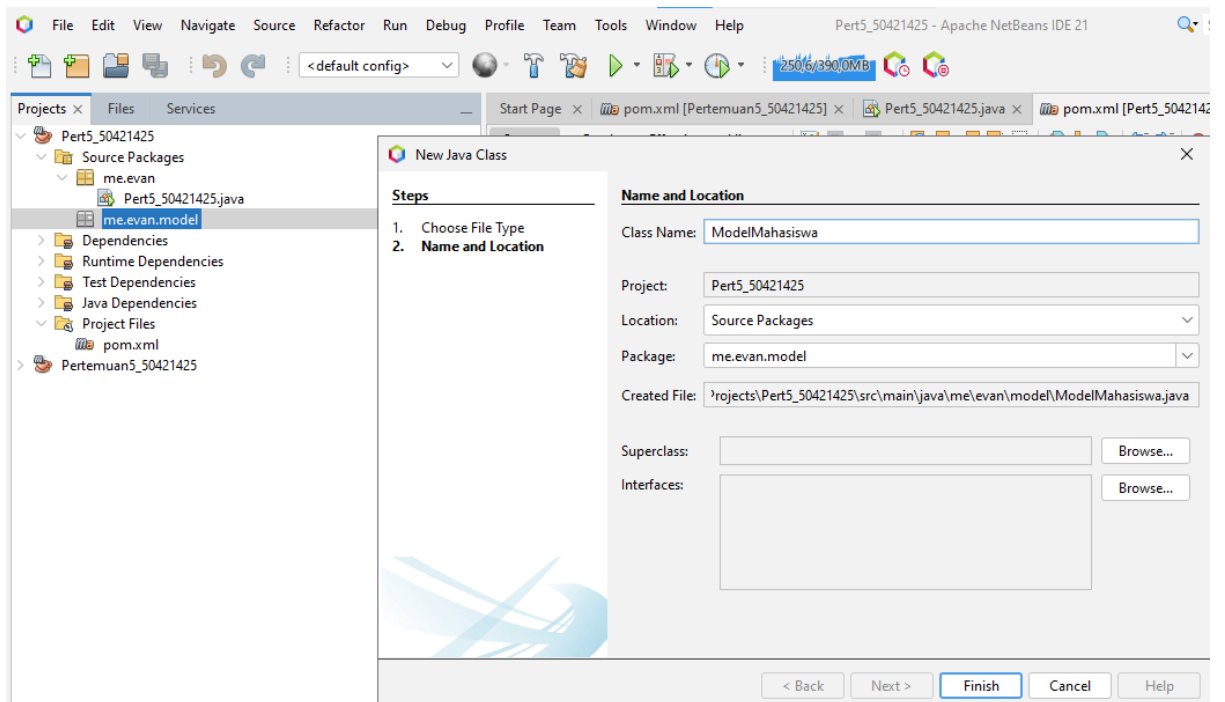 File Edit View Navigate Source Refactor Run Debug Profile Team Tools Window Help Pert5_50421425 - Apache NetBeans IDE 21
<default config> 250,6/390,0MB
Projects Files Services
Start Page pom.xml [Pertemuan5_50421425] Pert5_50421425.java pom.xml [Pert5_5042142
Pert5_50421425
Source Packages
me.evan
Pert5_50421425.java
me.evan.model
Dependencies
Runtime Dependencies
Test Dependencies
Java Dependencies
Project Files
pom.xml
Pertemuan5_50421425
New Java Class
Steps
1. Choose File Type
2. Name and Location
Name and Location
Class Name: ModelMahasiswa
Project: Pert5_50421425
Location: Source Packages
Package: me.evan.model
Created File: Projects\Pert5_50421425\src\main\java\me\evan\model\ModelMahasiswa.java
Superclass: Browse...
Interfaces: Browse...
< Back Next > Finish Cancel Help